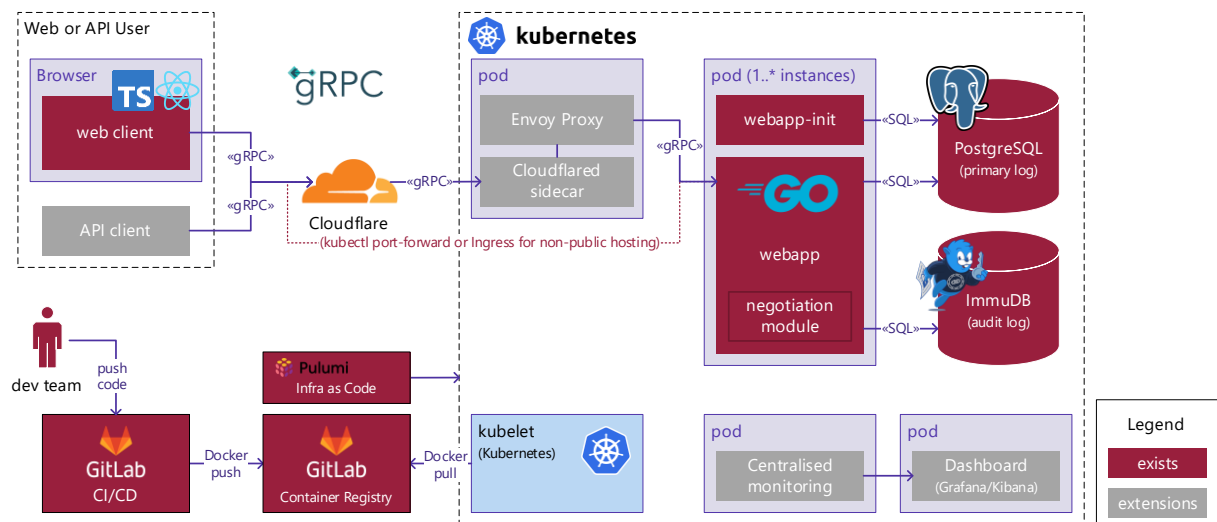 Web or API User
Browser
TS
web client
«gRPC»
«gRPC»
API client
gRPC
Cloudflare
«gRPC»
(kubectl port-forward or Ingress for non-public hosting)
kubernetes
pod
Envoy Proxy
Cloudflared
sidecar
«gRPC»
pod (1..* instances)
webapp-init
GO
webapp
negotiation
module
«SQL»
«SQL»
«SQL»
PostgreSQL
(primary log)
ImmuDB
(audit log)
dev team
push
code
Pulumi
Infra as Code
GitLab
CI/CD
Docker
push
GitLab
Container Registry
Docker
pull
kubelet
(Kubernetes)
pod
Centralised
monitoring
pod
Dashboard
(Grafana/Kibana)
Legend
exists
extensions